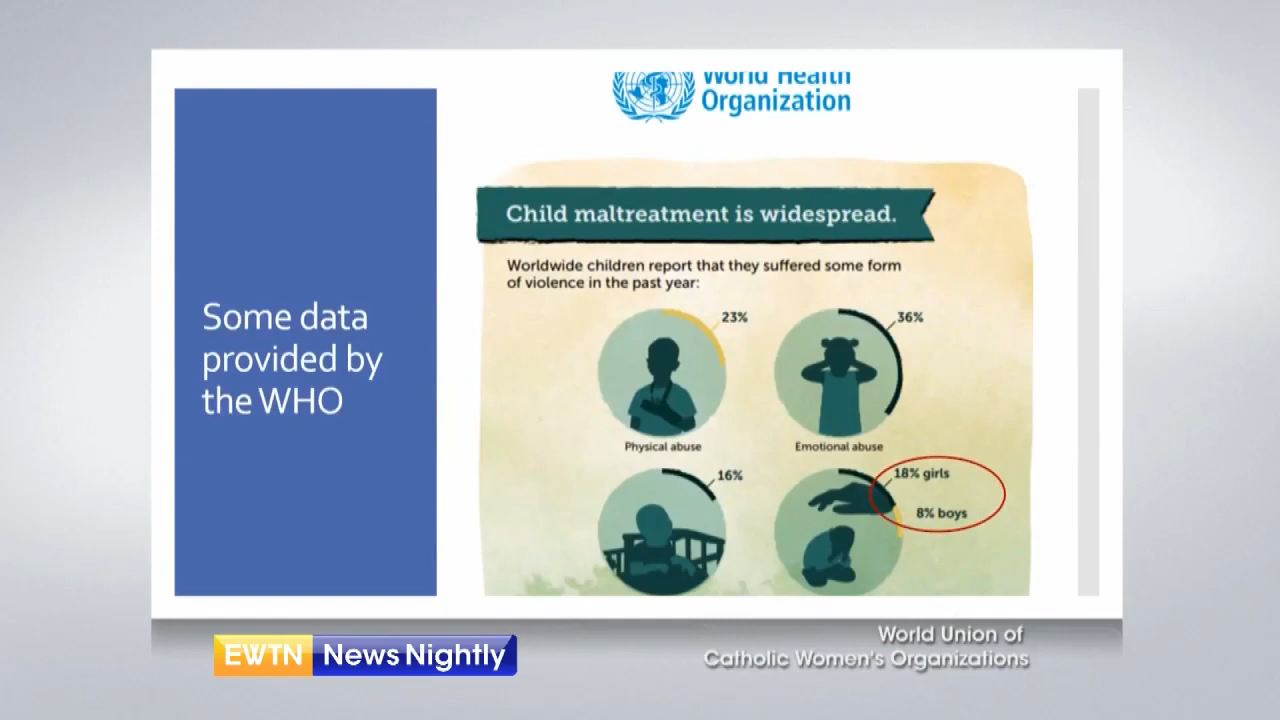 World Health
Organization
Some data
provided by
the WHO
Child maltreatment is widespread.
Worldwide children report that they suffered some form
of violence in the past year:
23%
36%
Physical abuse
Emotional abuse
16%
18% girls
8% boys
EWTN News Nightly
World Union of
Catholic Women's Organizations